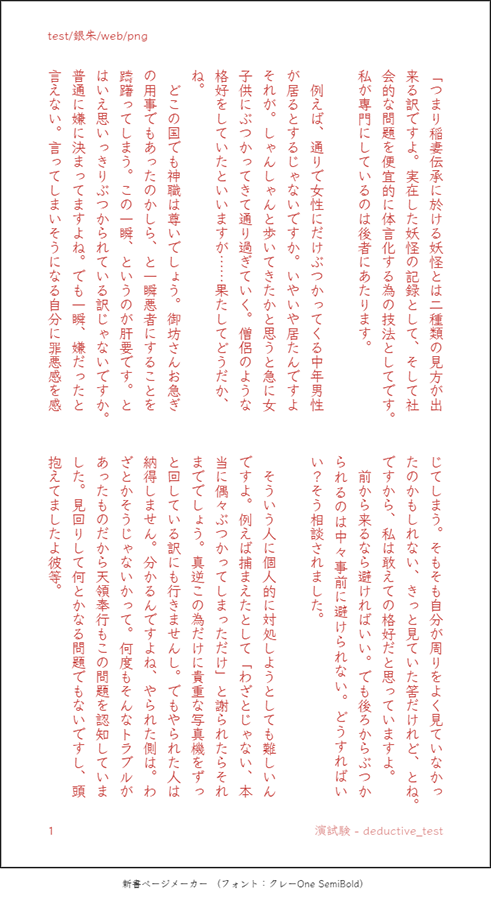 test/銀朱/web/png
「つまり稲妻伝承に於ける妖怪とは二種類の見方が出
来る訳ですよ。実在した妖怪の記録として、そして社
会的な問題を便宜的に体言化する為の技法としてです。
私が専門にしているのは後者にあたります。
例えば、通りで女性にだけぶつかってくる中年男性
が居るとするじゃないですか。いやいや居たんですよ
それが。しゃんしゃんと歩いてきたかと思うと急に女
子供にぶつかってきて通り過ぎていく。僧侶のような
格好をしていたといいますが……果たしてどうだか、
ね。
どこの国でも神職は尊いでしょう。御坊さんお急ぎ
の用事でもあったのかしら、と一瞬悪者にすることを
躊躇ってしまう。この一瞬、というのが肝要です。と
はいえ思いっきりぶつかられている訳じゃないですか。
普通に嫌に決まってますよね。でも一瞬、嫌だったと
言えない。言ってしまいそうになる自分に罪悪感を感
じてしまう。そもそも自分が周りをよく見ていなかっ
たのかもしれない、きっと見ていた筈だけれど、とね。
ですから、私は敢えての格好だと思っていますよ。
前から来るなら避ければいい。でも後ろからぶつか
られるのは中々事前に避けられない。どうすればい
い？そう相談されました。
そういう人に個人的に対処しようとしても難しいん
ですよ。例えば捕まえたとして「わざとじゃない、本
当に偶々ぶつかってしまっただけ」と謝られたらそれ
まででしょう。真逆この為だけに貴重な写真機をずっ
と回している訳にも行きませんし。でもやられた人は
納得しません。分かるんですよね、やられた側は。わ
ざとかそうじゃないかって。何度もそんなトラブルが
あったものだから天領奉行もこの問題を認知していま
した。見回りして何とかなる問題でもないですし、頭
抱えてましたよ彼等。
1
演試験 - deductive_test
新書ページメーカー （フォント：クレーOne SemiBold）